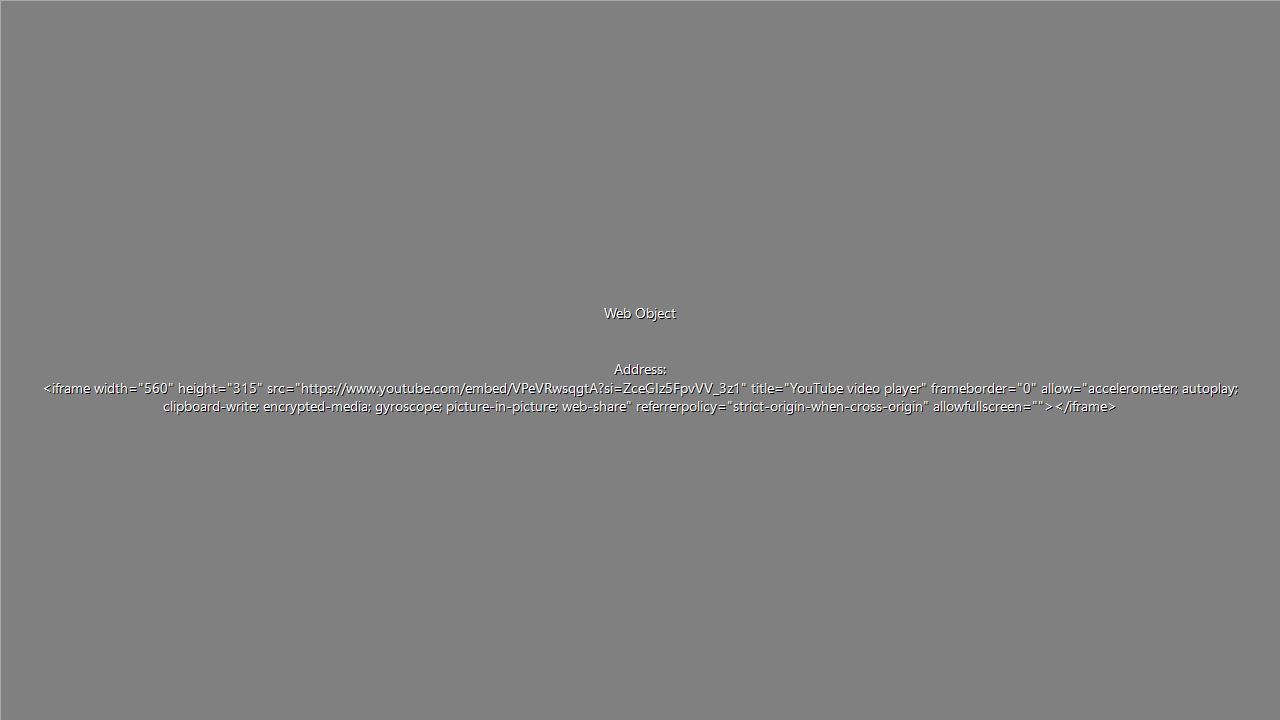 Web Object
Address:
<iframe width="560" height="315" src="https://www.youtube.com/embed/VPeVRwsqgtA?si=ZceGIz5FpvVV_3z1" title="YouTube video player" frameborder="0" allow="accelerometer; autoplay;
clipboard-write; encrypted-media; gyroscope; picture-in-picture; web-share" referrerpolicy="strict-origin-when-cross-origin" allowfullscreen=""></iframe>